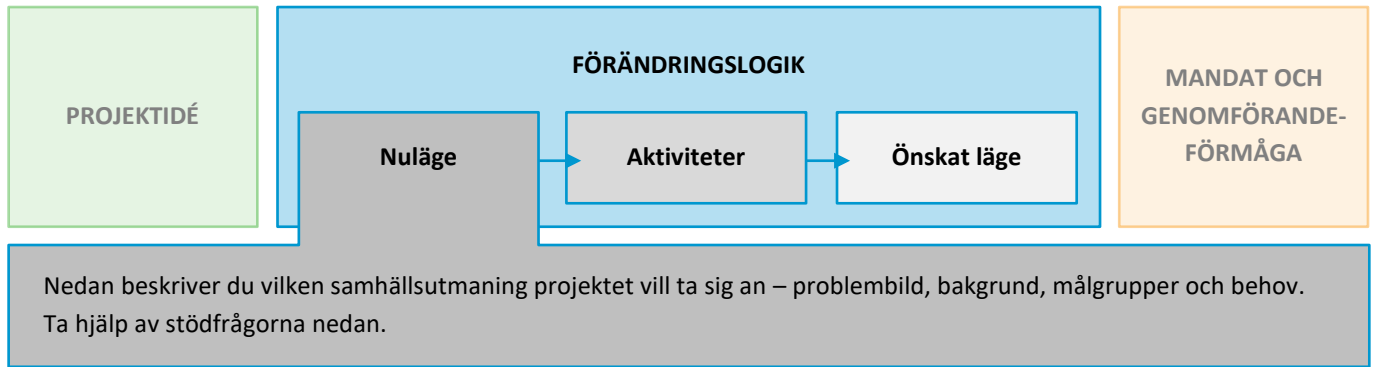 PROJEKTIDÉ
FÖRÄNDRINGSLOGIK
Nuläge
Aktiviteter
Önskat läge
MANDAT OCH
GENOMFÖRANDE-
FÖRMÅGA
Nedan beskriver du vilken samhällsutmaning projektet vill ta sig an – problembild, bakgrund, målgrupper och behov.
Ta hjälp av stödfrågorna nedan.